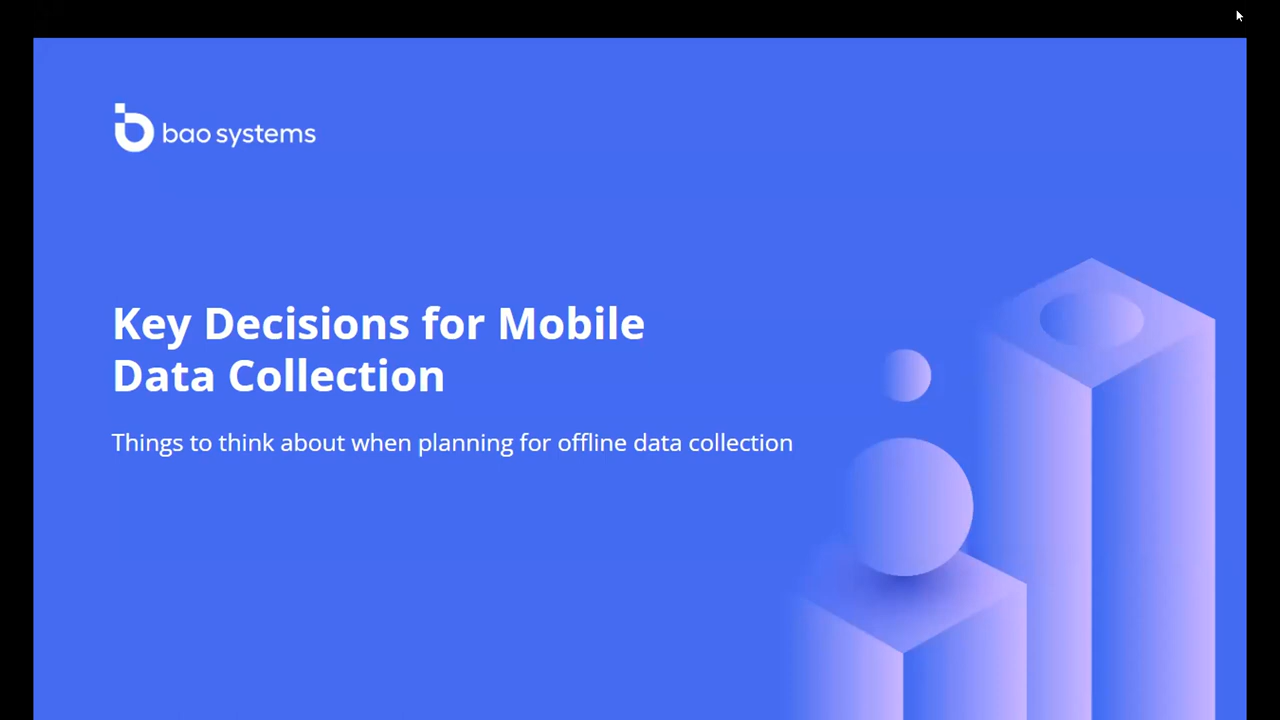 bao systems
Key Decisions for Mobile
Data Collection
Things to think about when planning for offline data collection